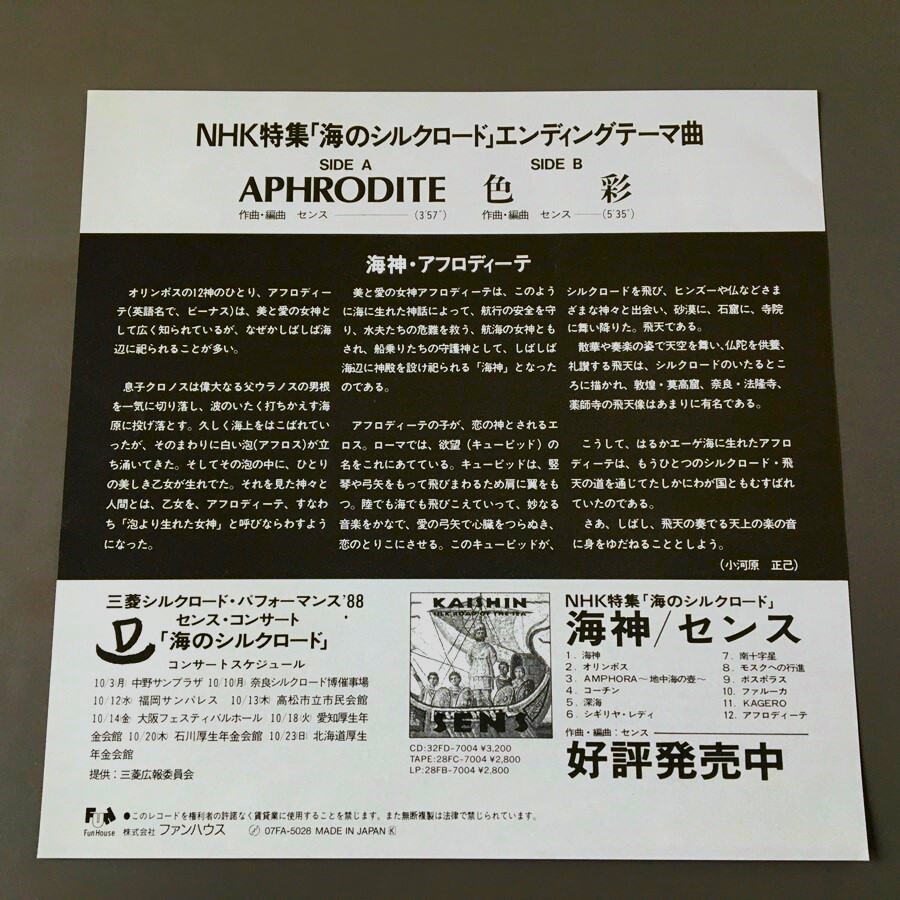 NHK特集「海のシルクロード」エンディングテーマ曲
SIDE A
APHRODITE
作曲・編曲 センス ――― (3′57″)
SIDE B
色 彩
作曲・編曲 センス ―― (5′35″)
海神・アフロディーテ
オリンポスの12神のひとり、アフロディー
テ(英語名で、ビーナス)は、美と愛の女神と
して広く知られているが、なぜかしばしば海
辺に祀られることが多い。
息子クロノスは偉大なる父ウラノスの男根
を一気に切り落し、波のいたく打ちかえす海
原に投げ落とす。久しく海上をはこばれてい
ったが、そのまわりに白い泡(アフロス)が立
ち涌いてきた。そしてその泡の中に、ひとり
の美しき乙女が生れてた。それを見た神々と
人間とは、乙女を、アフロディーテ、すなわ
ち「泡より生れた女神」と呼びならわすよう
になった。
美と愛の女神アフロディーテは、このよう
に海に生れた神話によって、航行の安全を守
り、水夫たちの危難を救う、航海の女神とも
され、船乗りたちの守護神として、しばしば
海辺に神殿を設け祀られる「海神」となった
のである。
アフロディーテの子が、恋の神とされるエ
ロス。ローマでは、欲望(キューピッド)の
名をこれにあてている。キューピッドは、竪
琴や弓矢をもって飛びまわるため肩に翼をも
つ。陸でも海でも飛びこえていって、妙なる
音楽をかなで、愛の弓矢で心臓をつらぬき、
恋のとりこにさせる。このキューピッドが、
シルクロードを飛び、ヒンズーや仏などさま
ざまな神々と出会い、砂漠に、石窟に、寺院
に舞い降りた。飛天である。
散華や奏楽の姿で天空を舞い、仏陀を供養、
礼讃する飛天は、シルクロードのいたるとこ
ろに描かれ、敦煌・莫高窟、奈良・法隆寺、
薬師寺の飛天像はあまりに有名である。
こうして、はるかエーゲ海に生れたアフロ
ディーテは、もうひとつのシルクロード・飛
天の道を通じてたしかにわが国ともむすばれ
ていたのである。
さあ、しばし、飛天の奏でる天上の楽の音
に身をゆだねることとしよう。
(小河原 正己)
三菱シルクロード・パフォーマンス'88
センス・コンサート
「海のシルクロード」
コンサートスケジュール
10/3(月) 中野サンプラザ 10/10(月) 奈良シルクロード博催事場
10/12(水) 福岡サンパレス 10/13(木) 高松市立市民会館
10/14(金) 大阪フェスティバルホール 10/18(火) 愛知厚生年
金会館 10/20(木) 石川厚生年金会館 10/23(日) 北海道厚生
年金会館
提供:三菱広報委員会
KAISHIN
SILK ROAD OF THE SEA
SENS
CD:32FD-7004 ¥3,200
TAPE:28FC-7004 ¥2,800
LP:28FB-7004 ¥2,800
NHK特集「海のシルクロード」
海神/センス
1. 海神
2. オリンポス
3. AMPHORA〜地中海の壺〜
4. コーチン
5. 深海
6. シギリヤ・レディ
7. 南十字星
8. モスクへの行進
9. ボスポラス
10. ファルーカ
11. KAGERO
12. アフロディーテ
作曲・編曲:センス
好評発売中
FUN
Fun House
●このレコードを権利者の許諾なく賃貸業に使用することを禁じます。また無断複製は法律で禁じられています。
株式会社 ファンハウス Ⓟ 07FA-5028 MADE IN JAPAN K